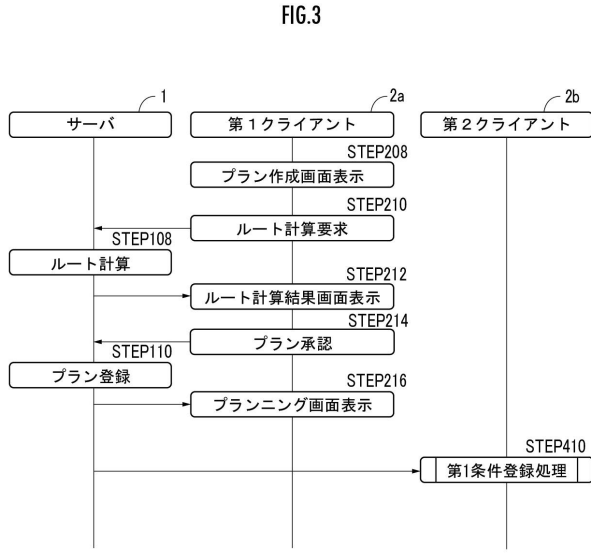 FIG.3
1
2a
2b
サーバ
第1クライアント
第2クライアント
STEP208
プラン作成画面表示
STEP210
ルート計算要求
STEP108
ルート計算
STEP212
ルート計算結果画面表示
STEP214
プラン承認
STEP110
プラン登録
STEP216
プランニング画面表示
STEP410
第1条件登録処理